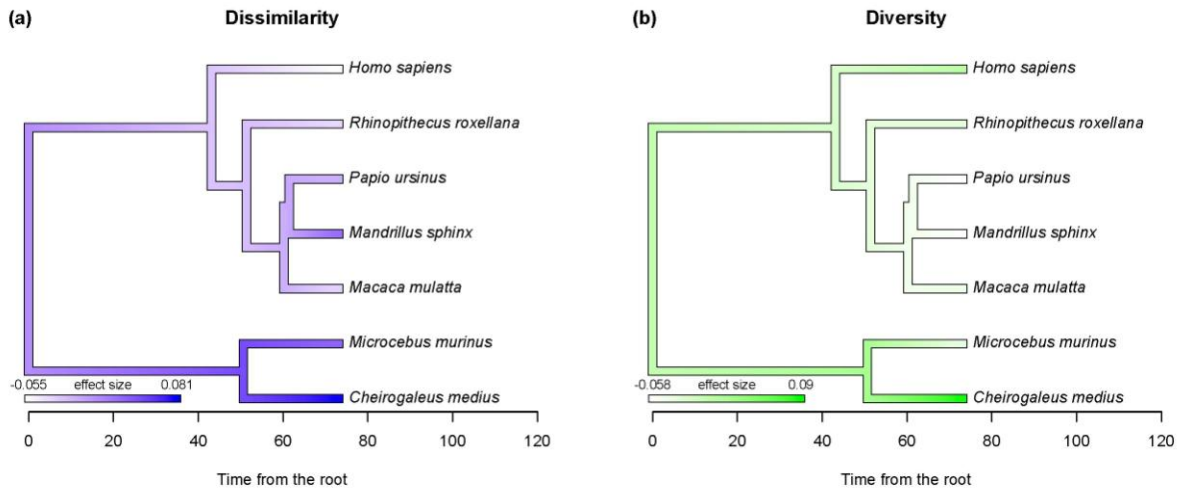 (a) Dissimilarity
Homo sapiens
Rhinopithecus roxellana
Papio ursinus
Mandrillus sphinx
Macaca mulatta
Microcebus murinus
-0.055 effect size 0.081
Cheirogaleus medius
0 20 40 60 80 100 120
Time from the root
(b) Diversity
Homo sapiens
Rhinopithecus roxellana
Papio ursinus
Mandrillus sphinx
Macaca mulatta
Microcebus murinus
-0.058 effect size 0.09
Cheirogaleus medius
0 20 40 60 80 100 120
Time from the root